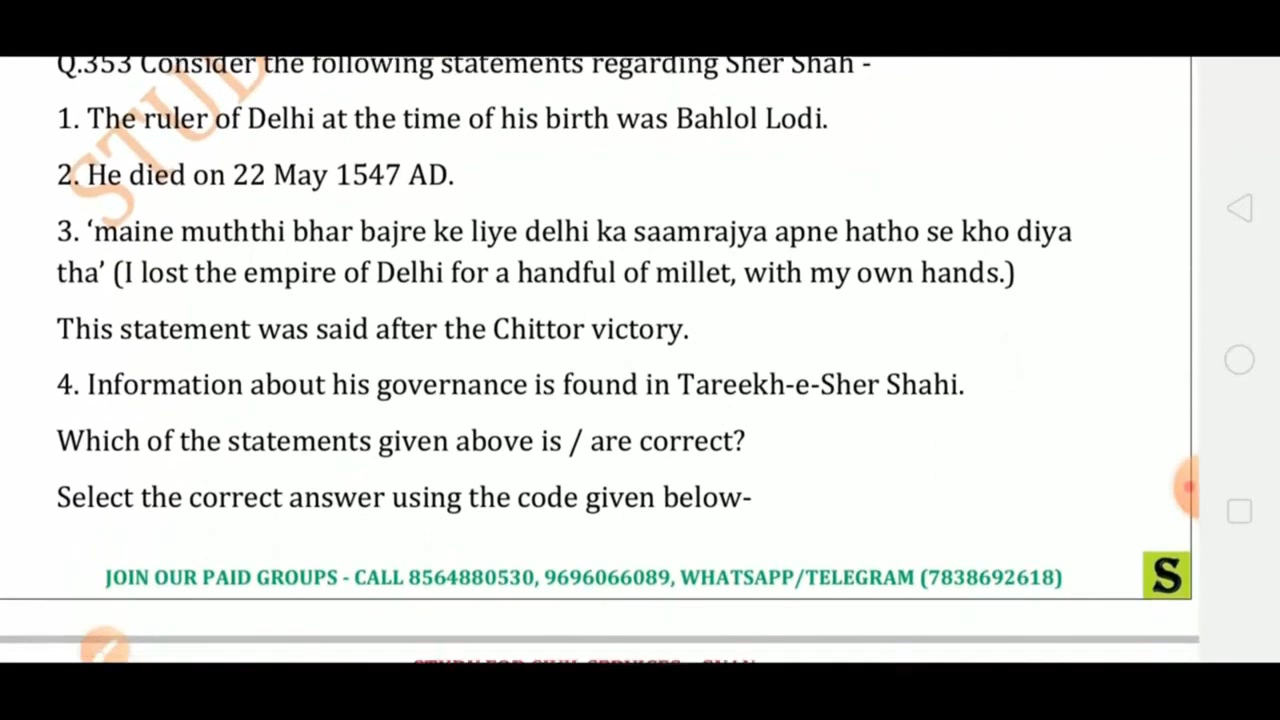 Q.353 Consider the following statements regarding Sher Shah -
1. The ruler of Delhi at the time of his birth was Bahlol Lodi.
2. He died on 22 May 1547 AD.
3. ‘maine muththi bhar bajre ke liye delhi ka saamrajya apne hatho se kho diya
tha’ (I lost the empire of Delhi for a handful of millet, with my own hands.)
This statement was said after the Chittor victory.
4. Information about his governance is found in Tareekh-e-Sher Shahi.
Which of the statements given above is / are correct?
Select the correct answer using the code given below-
JOIN OUR PAID GROUPS - CALL 8564880530, 9696066089, WHATSAPP/TELEGRAM (7838692618)
S